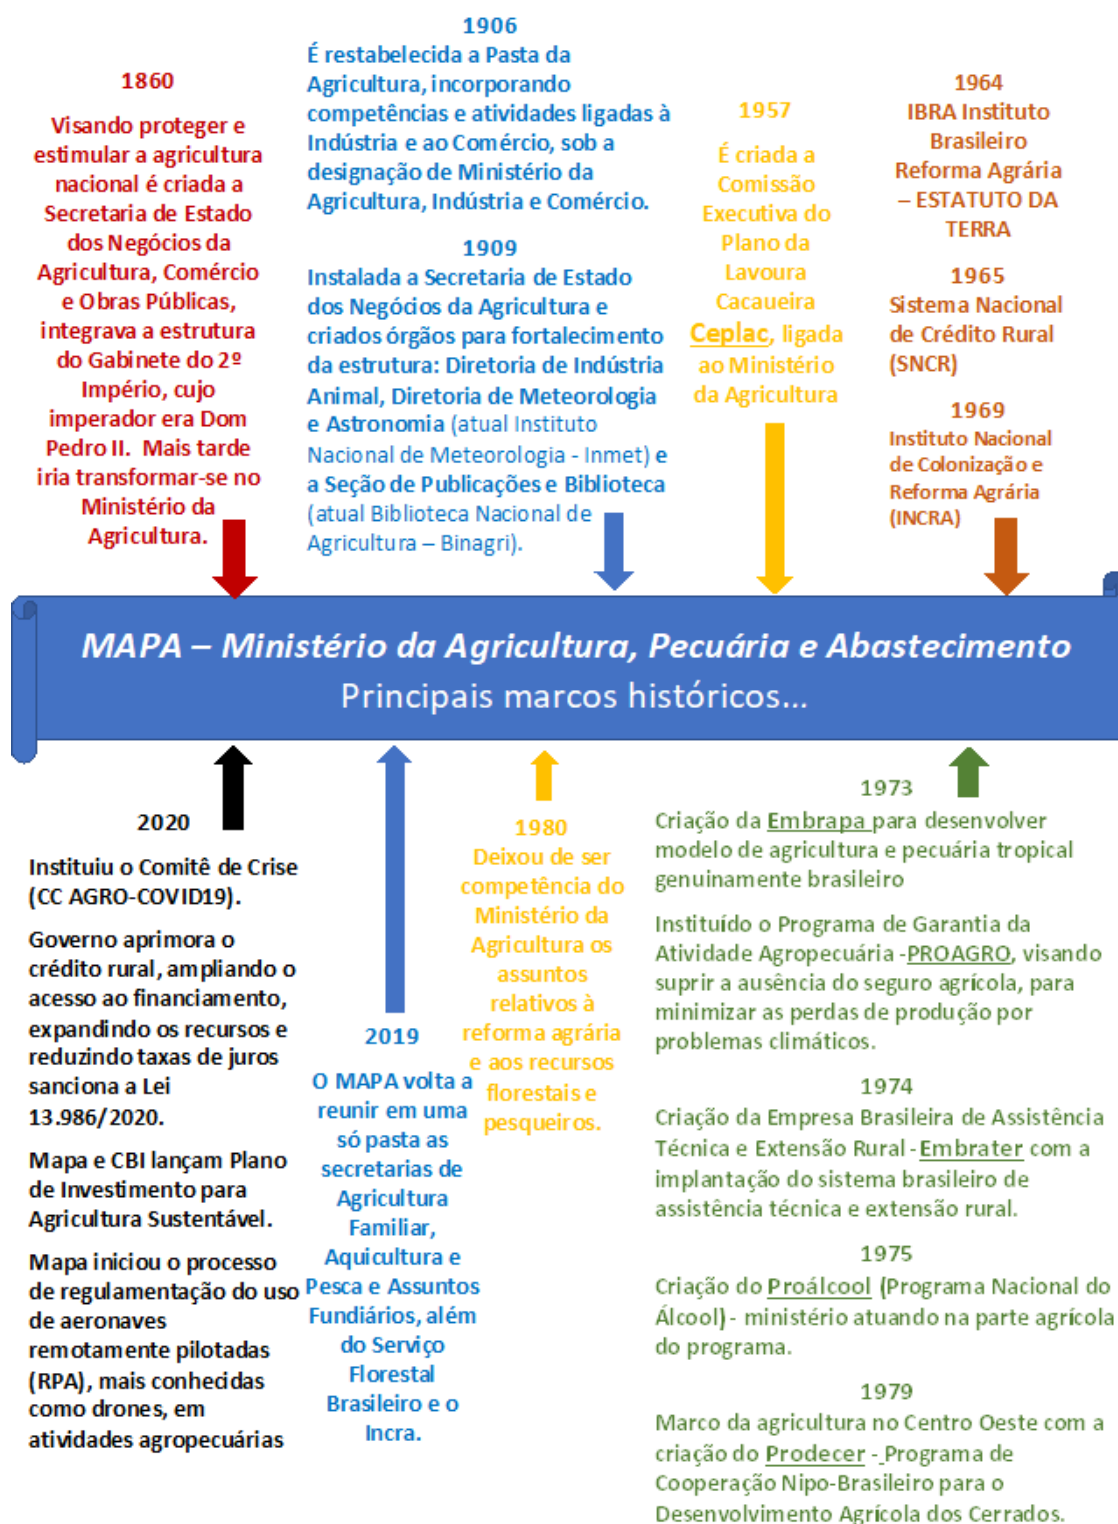 1860
Visando proteger e
estimular a agricultura
nacional é criada a
Secretaria de Estado
dos Negócios da
Agricultura, Comércio
e Obras Públicas,
integrava a estrutura
do Gabinete do 2º
Império, cujo
imperador era Dom
Pedro II. Mais tarde
iria transformar-se no
Ministério da
Agricultura.
1906
É restabelecida a Pasta da
Agricultura, incorporando
competências e atividades ligadas à
Indústria e ao Comércio, sob a
designação de Ministério da
Agricultura, Indústria e Comércio.
1909
Instalada a Secretaria de Estado
dos Negócios da Agricultura e
criados órgãos para fortalecimento
da estrutura: Diretoria de Indústria
Animal, Diretoria de Meteorologia
e Astronomia (atual Instituto
Nacional de Meteorologia - Inmet) e
a Seção de Publicações e Biblioteca
(atual Biblioteca Nacional de
Agricultura – Binagri).
1957
É criada a
Comissão
Executiva do
Plano da
Lavoura
Cacaueira
Ceplac, ligada
ao Ministério
da Agricultura
1964
IBRA Instituto
Brasileiro
Reforma Agrária
– ESTATUTO DA
TERRA
1965
Sistema Nacional
de Crédito Rural
(SNCR)
1969
Instituto Nacional
de Colonização e
Reforma Agrária
(INCRA)
MAPA – Ministério da Agricultura, Pecuária e Abastecimento
Principais marcos históricos...
2020
Instituiu o Comitê de Crise
(CC AGRO-COVID19).
Governo aprimora o
crédito rural, ampliando o
acesso ao financiamento,
expandindo os recursos e
reduzindo taxas de juros
sanciona a Lei
13.986/2020.
Mapa e CBI lançam Plano
de Investimento para
Agricultura Sustentável.
Mapa iniciou o processo
de regulamentação do uso
de aeronaves
remotamente pilotadas
(RPA), mais conhecidas
como drones, em
atividades agropecuárias
2019
O MAPA volta a
reunir em uma
só pasta as
secretarias de
Agricultura
Familiar,
Aquicultura e
Pesca e Assuntos
Fundiários, além
do Serviço
Florestal
Brasileiro e o
Incra.
1980
Deixou de ser
competência do
Ministério da
Agricultura os
assuntos
relativos à
reforma agrária
e aos recursos
florestais e
pesqueiros.
1973
Criação da Embrapa para desenvolver
modelo de agricultura e pecuária tropical
genuinamente brasileiro
Instituído o Programa de Garantia da
Atividade Agropecuária -PROAGRO, visando
suprir a ausência do seguro agrícola, para
minimizar as perdas de produção por
problemas climáticos.
1974
Criação da Empresa Brasileira de Assistência
Técnica e Extensão Rural - Embrater com a
implantação do sistema brasileiro de
assistência técnica e extensão rural.
1975
Criação do Proálcool (Programa Nacional do
Álcool) - ministério atuando na parte agrícola
do programa.
1979
Marco da agricultura no Centro Oeste com a
criação do Prodecer - Programa de
Cooperação Nipo-Brasileiro para o
Desenvolvimento Agrícola dos Cerrados.